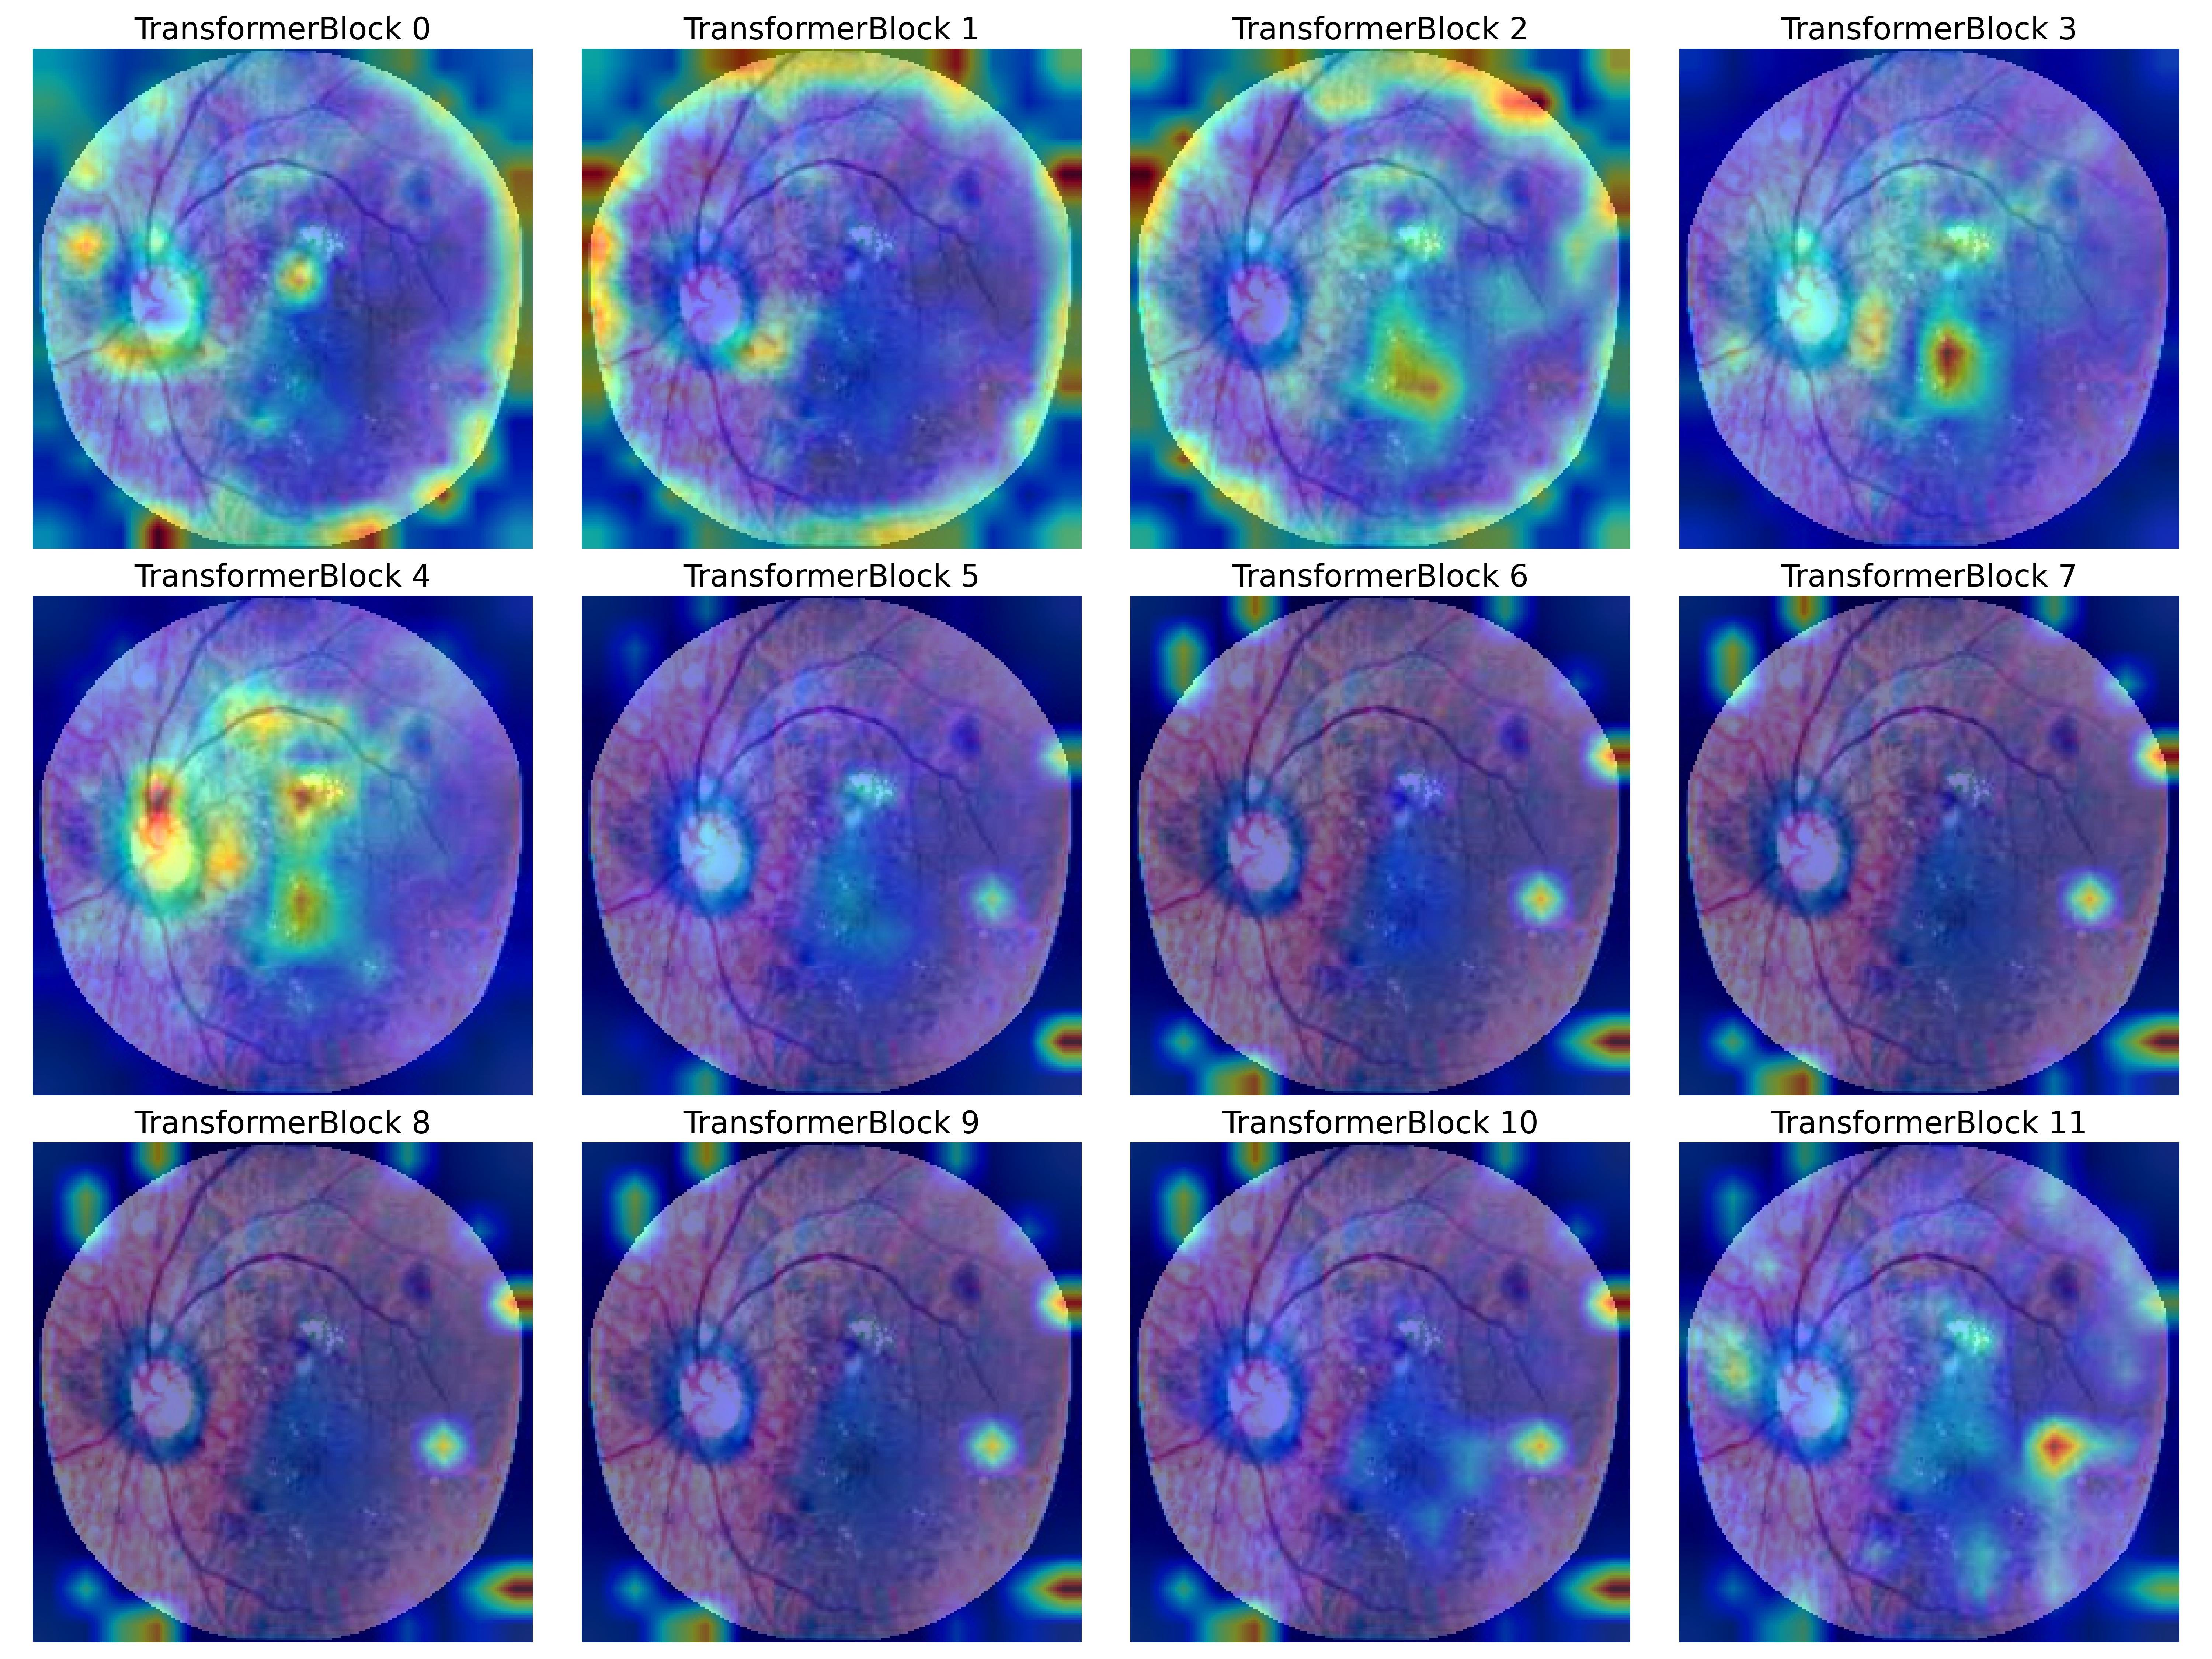 TransformerBlock 0
TransformerBlock 1
TransformerBlock 2
TransformerBlock 3
TransformerBlock 4
TransformerBlock 5
TransformerBlock 6
TransformerBlock 7
TransformerBlock 8
TransformerBlock 9
TransformerBlock 10
TransformerBlock 11